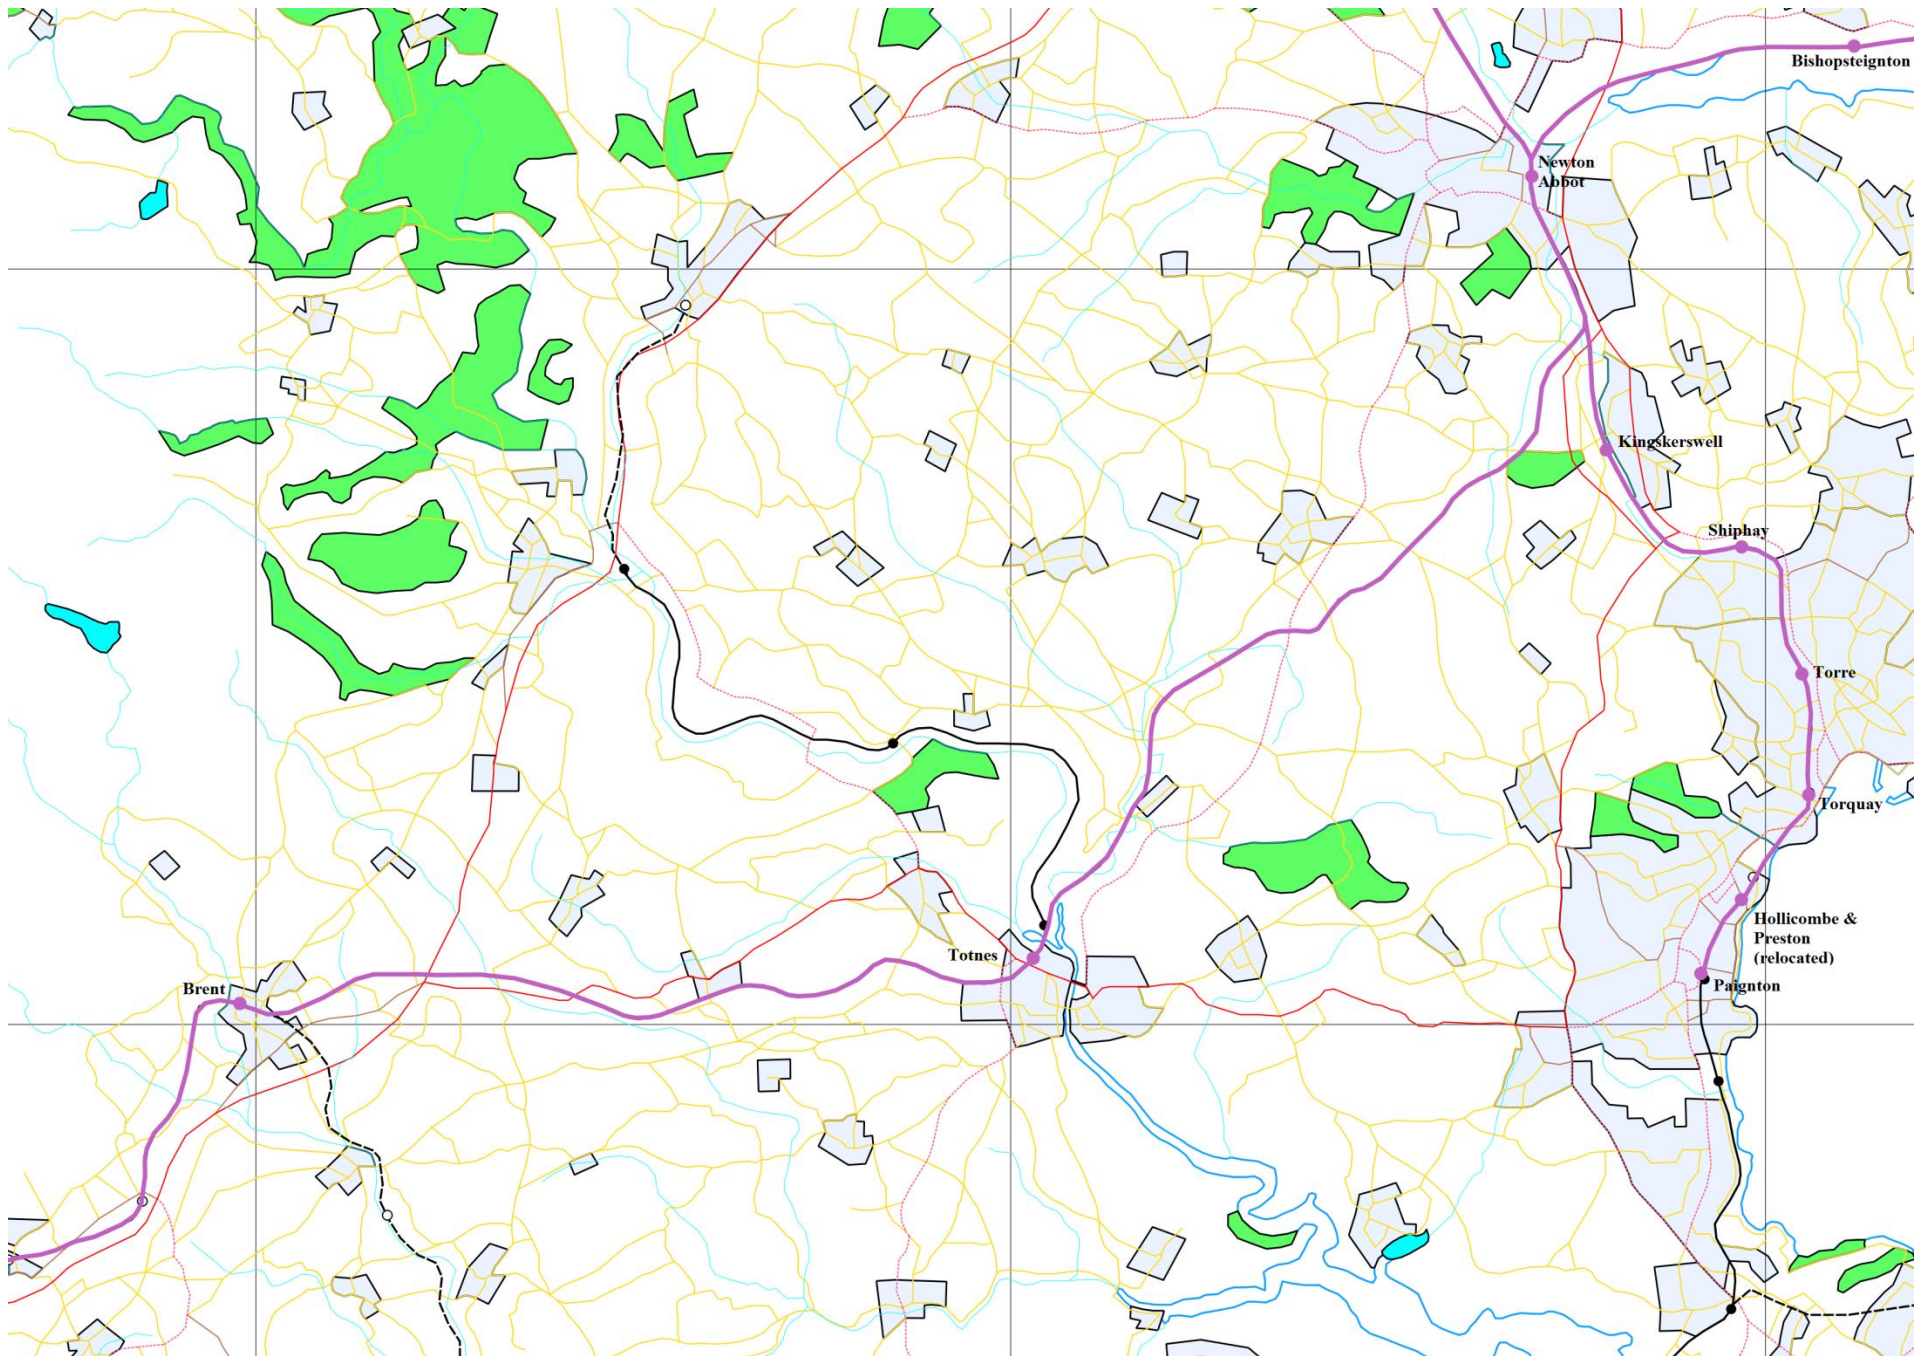 Bishopsteignton
Newton
Abbot
Kingskerswell
Shiphay
Torre
Torquay
Hollicombe &
Preston
(relocated)
Totnes
Paignton
Brent